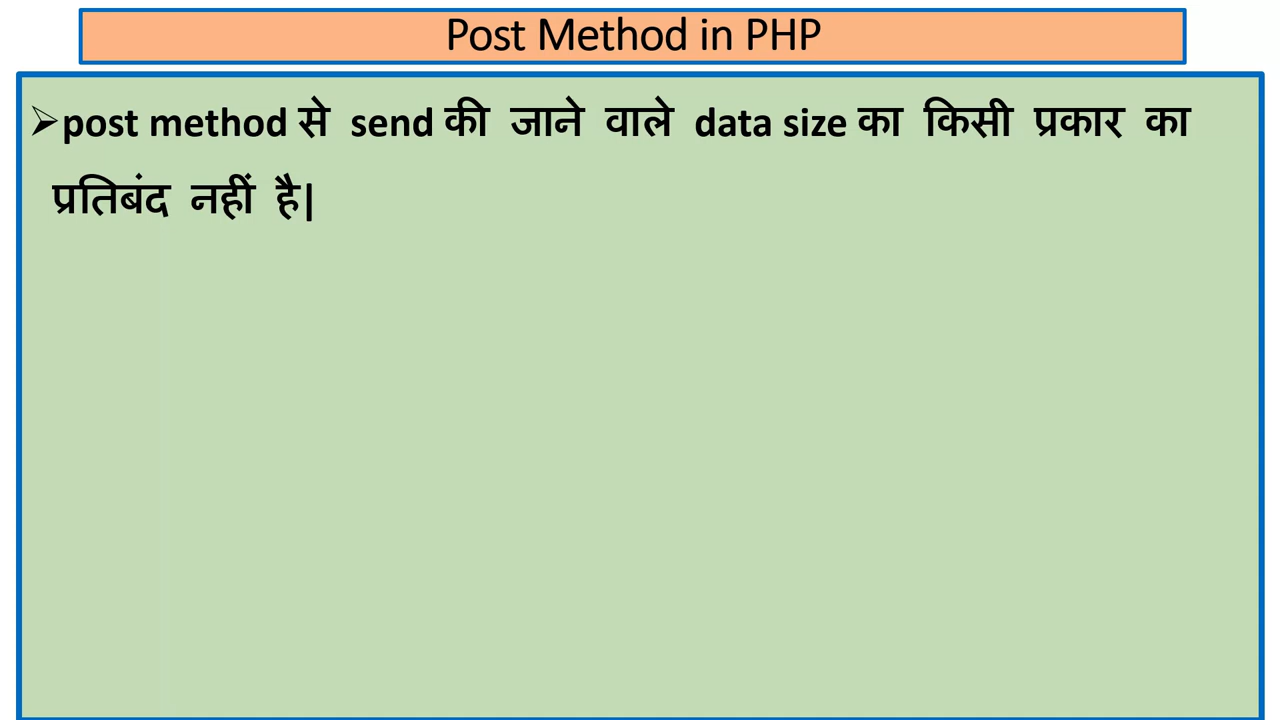 Post Method in PHP
➢post method से send की जाने वाले data size का किसी प्रकार का
प्रतिबंद नहीं है|